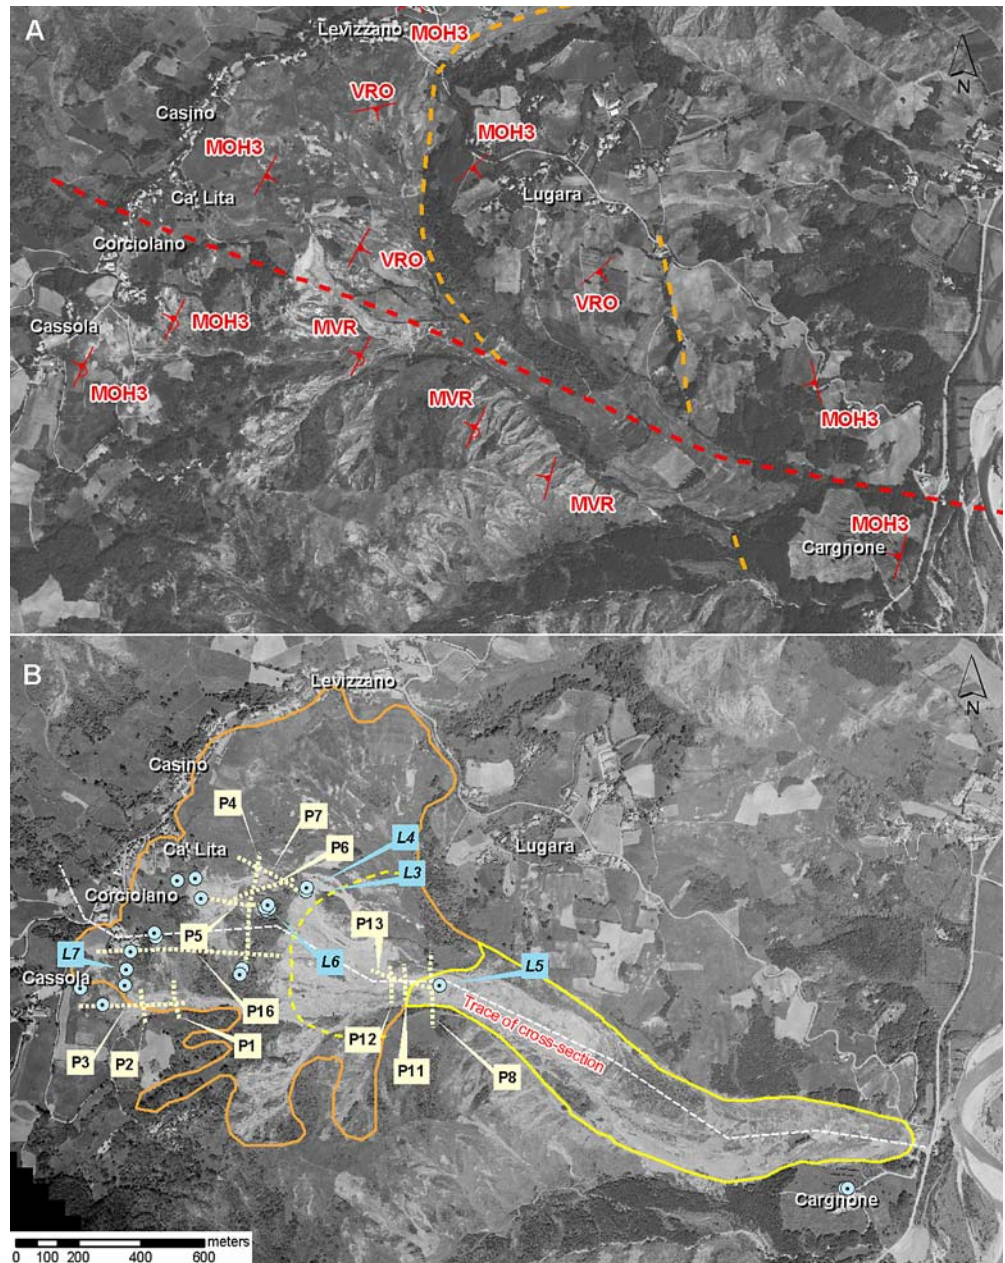 A
Levizzano
MOH3
N
VRO
Casino
MOH3
MOH3
Ca' Lita
Lugara
Corciolano
VRO
VRO
MOH3
Cassola
MVR
MOH3
MVR
MOH3
MVR
MOH3
Cargnone
B
Levizzano
N
Casino
P4
P7
L4
Ca' Lita
P6
Lugara
L3
Corciolano
P13
P5
L7
L6
L5
Cassola
Trace of cross-section
P16
P12
P3
P2
P1
P11
P8
Cargnone
meters
0 100 200 400 600